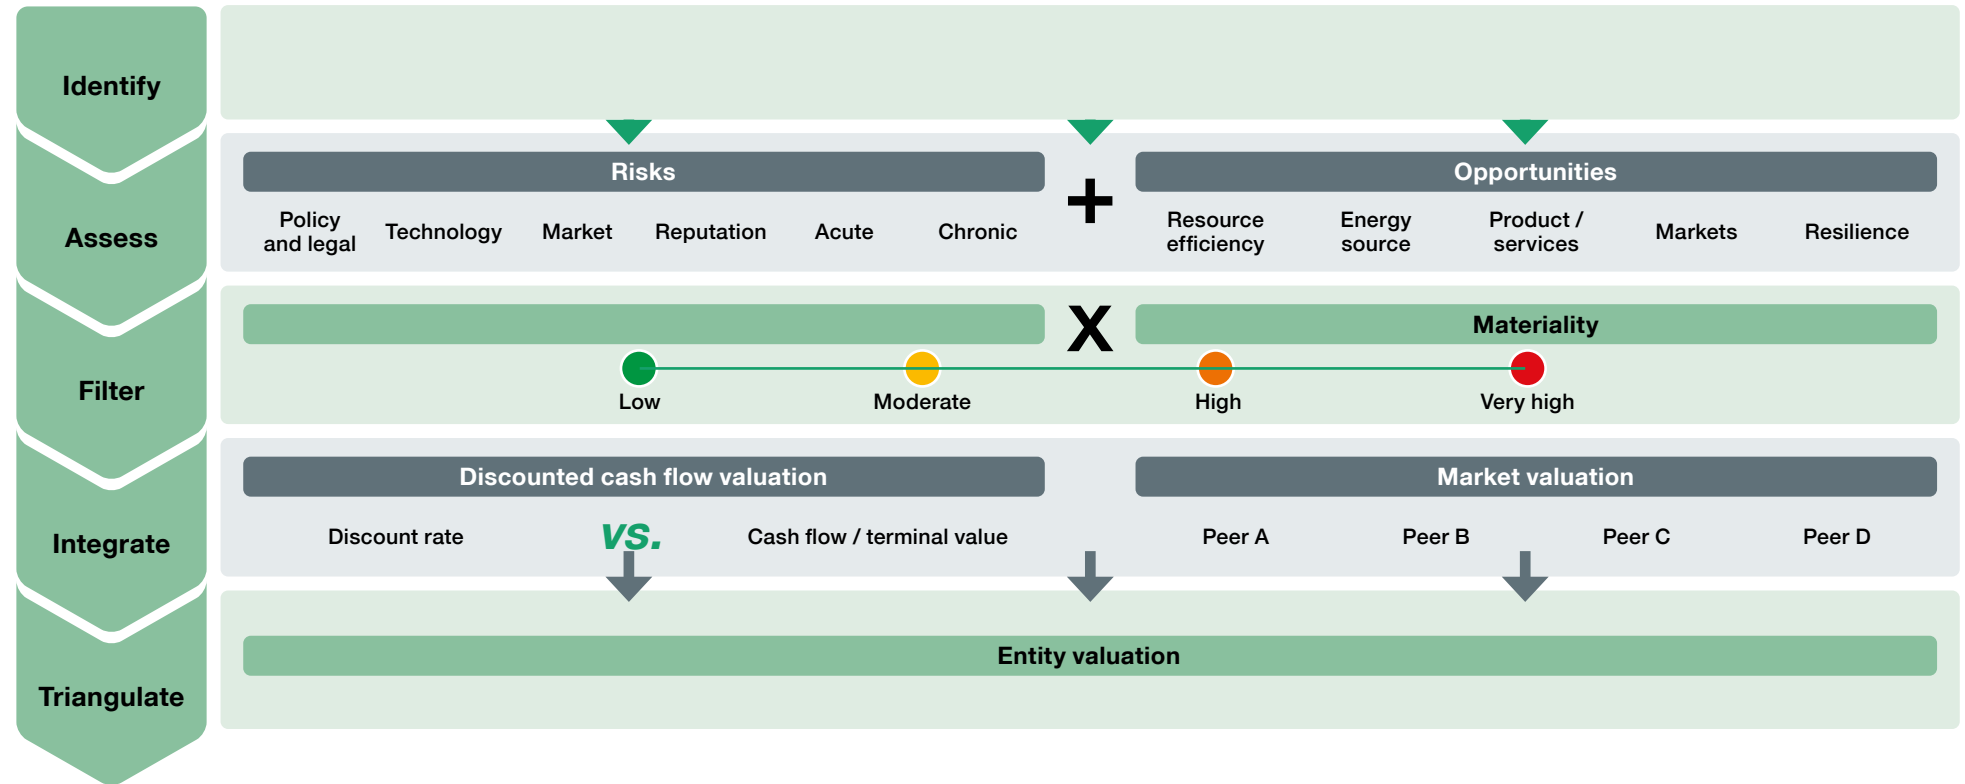 Identify
Assess
Risks
+
Opportunities
Policy
and legal
Technology
Market
Reputation
Acute
Chronic
Resource
efficiency
Energy
source
Product /
services
Markets
Resilience
Filter
X
Materiality
Low
Moderate
High
Very high
Integrate
Discounted cash flow valuation
Market valuation
Discount rate
vs.
Cash flow / terminal value
Peer A
Peer B
Peer C
Peer D
Triangulate
Entity valuation